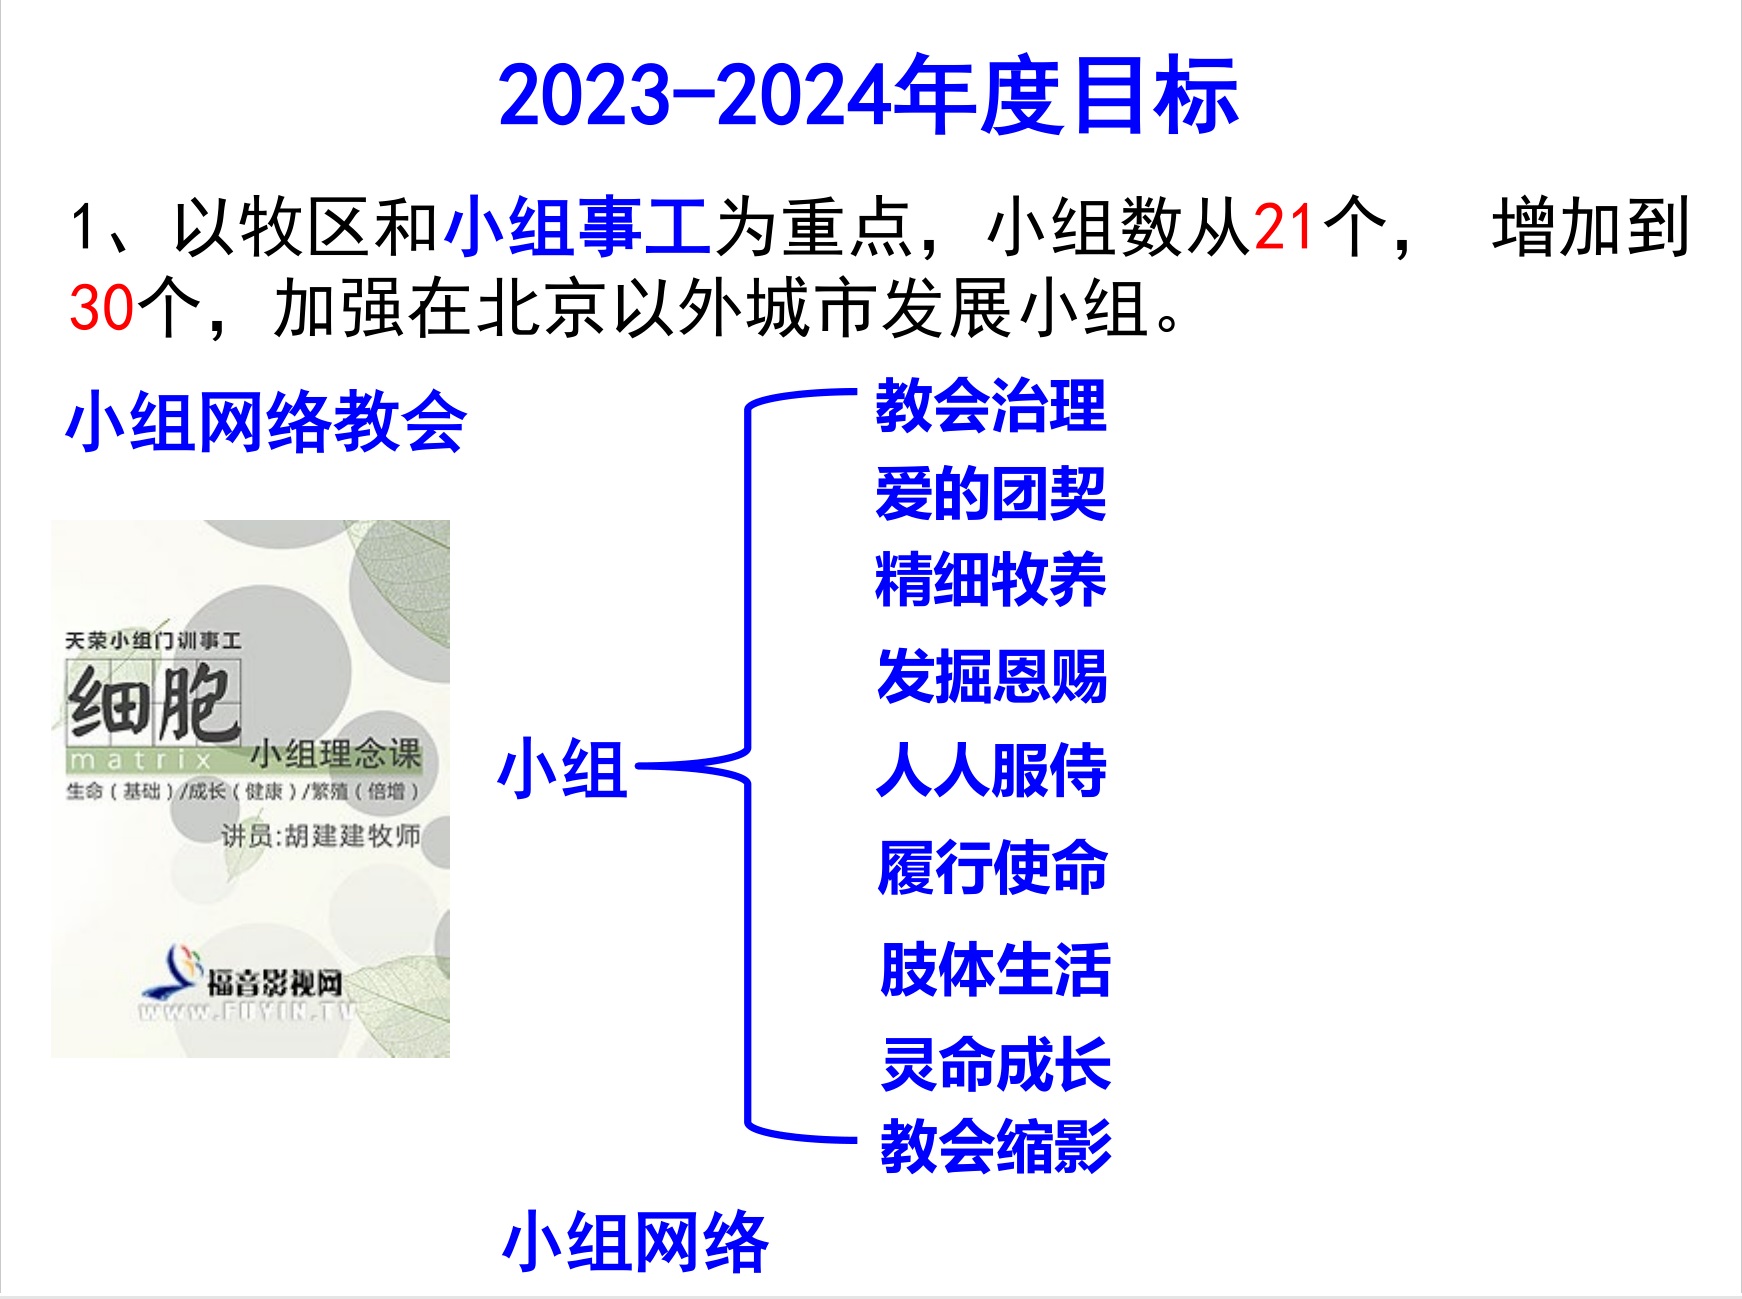 2023-2024年度目标
1、以牧区和小组事工为重点，小组数从21个， 增加到
30个，加强在北京以外城市发展小组。
小组网络教会
天荣小组门训事工
细胞
matrix 小组理念课
生命（基础）/成长（健康）/繁殖（倍增）
讲员:胡建建牧师
福音影视网
WWW.FUYIN.TV
小组
教会治理
爱的团契
精细牧养
发掘恩赐
人人服侍
履行使命
肢体生活
灵命成长
教会缩影
小组网络